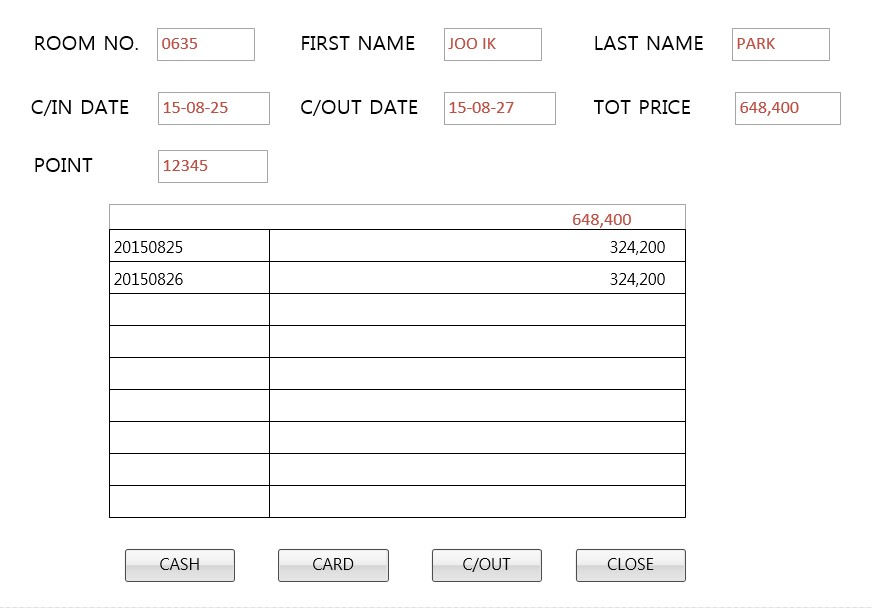 ROOM NO. 0635 FIRST NAME JOO IK LAST NAME PARK
C/IN DATE 15-08-25 C/OUT DATE 15-08-27 TOT PRICE 648,400
POINT 12345
648,400
20150825 324,200
20150826 324,200
CASH CARD C/OUT CLOSE